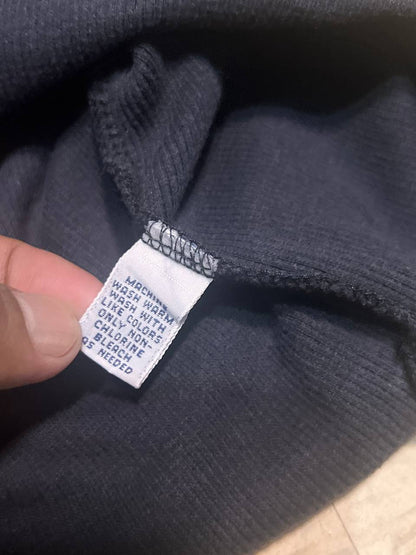 MACHINE
WASH WARM
WASH WITH
LIKE COLORS
ONLY NON-
CHLORINE
BLEACH
AS NEEDED